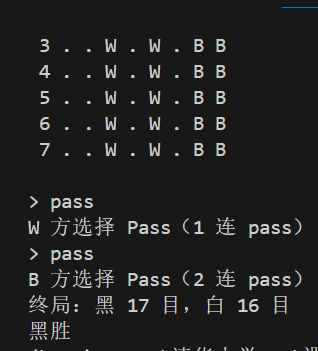 3 . . W . W . B B
4 . . W . W . B B
5 . . W . W . B B
6 . . W . W . B B
7 . . W . W . B B
> pass
W 方选择 Pass（1 连 pass）
> pass
B 方选择 Pass（2 连 pass）
终局：黑 17 目，白 16 目
黑胜